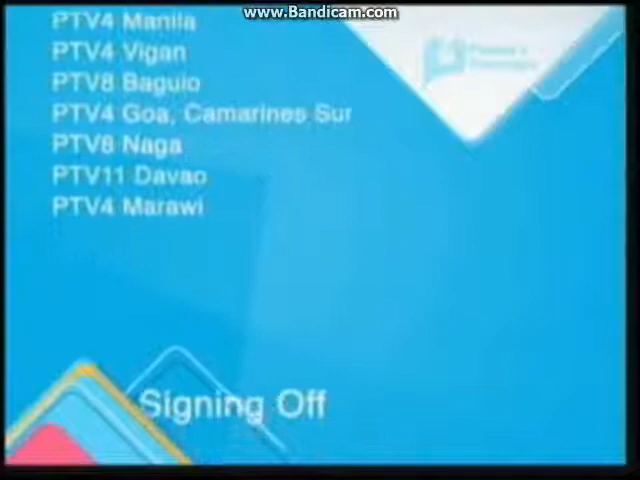 www.Bandicam.com
PTV4 Manila
PTV4 Vigan
PTV8 Baguio
PTV4 Goa, Camarines Sur
PTV8 Naga
PTV11 Davao
PTV4 Marawi
Signing Off